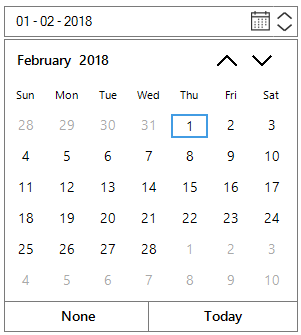 01 - 02 - 2018
February 2018
Sun Mon Tue Wed Thu Fri Sat
28 29 30 31 1 2 3
4 5 6 7 8 9 10
11 12 13 14 15 16 17
18 19 20 21 22 23 24
25 26 27 28 1 2 3
4 5 6 7 8 9 10
None Today